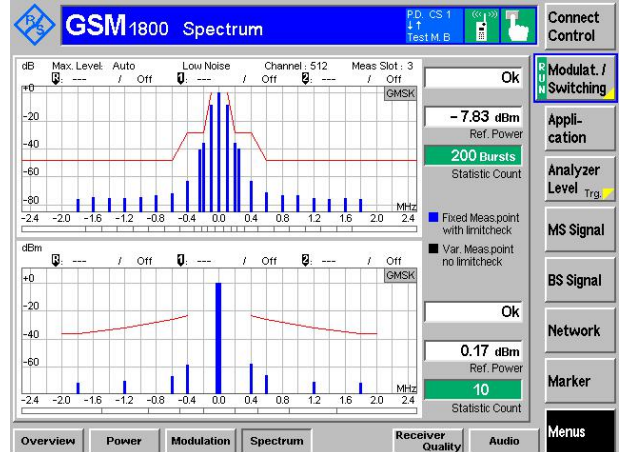 R S
GSM 1800 Spectrum
P.D. CS 1
Test M. B
Connect Control
dB Max. Level: Auto Low Noise Channel : 512 Meas Slot : 3
R: --- / Off 1: --- / Off 2: --- / Off
GMSK
+0
-20
-40
-60
-80
MHz
-2.4 -2.0 -1.6 -1.2 -0.8 -0.4 0.0 0.4 0.8 1.2 1.6 2.0 2.4
Ok
-7.83 dBm
Ref. Power
200 Bursts
Statistic Count
Fixed Meas.point
with limitcheck
Var. Meas.point
no limitcheck
dBm
R: --- / Off 1: --- / Off 2: --- / Off
GMSK
+0
-20
-40
-60
MHz
-2.4 -2.0 -1.6 -1.2 -0.8 -0.4 0.0 0.4 0.8 1.2 1.6 2.0 2.4
Ok
0.17 dBm
Ref. Power
10
Statistic Count
RUN
Modulat. /
Switching
Appli-
cation
Analyzer
Level Trg.
MS Signal
BS Signal
Network
Marker
Menus
Overview Power Modulation Spectrum Receiver Quality Audio